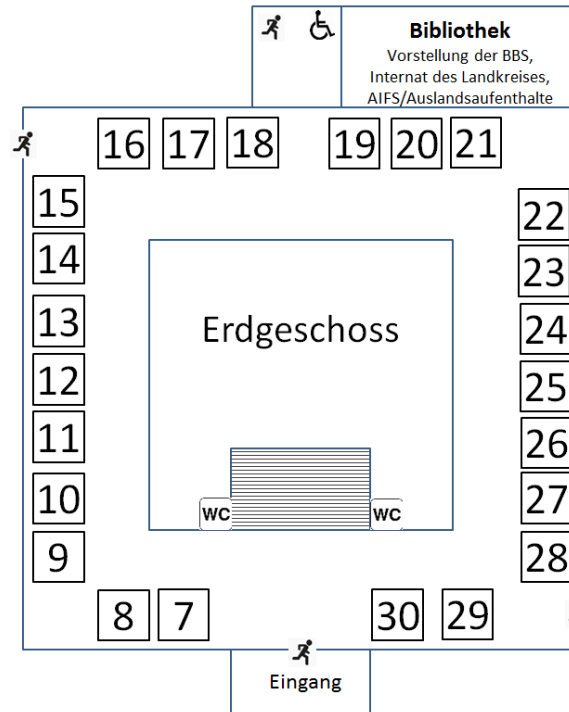 Bibliothek
Vorstellung der BBS,
Internat des Landkreises,
AIFS/Auslandsaufenthalte
16 17 18 19 20 21
15
22
14
23
13
24
Erdgeschoss
12
25
11
26
10
27
WC WC
9
28
8 7 30 29
Eingang